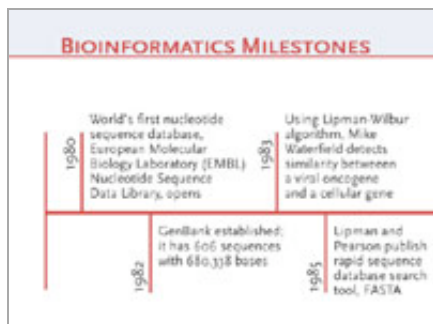 BIOINFORMATICS MILESTONES
1980
World's first nucleotide
sequence database,
European Molecular
Biology Laboratory (EMBL)
Nucleotide Sequence
Data Library, opens
1982
GenBank established;
it has 606 sequences
with 680,338 bases
1983
Using Lipman-Wilbur
algorithm, Mike
Waterfield detects
similarity between
a viral oncogene
and a cellular gene
1985
Lipman and
Pearson publish
rapid sequence
database search
tool, FASTA